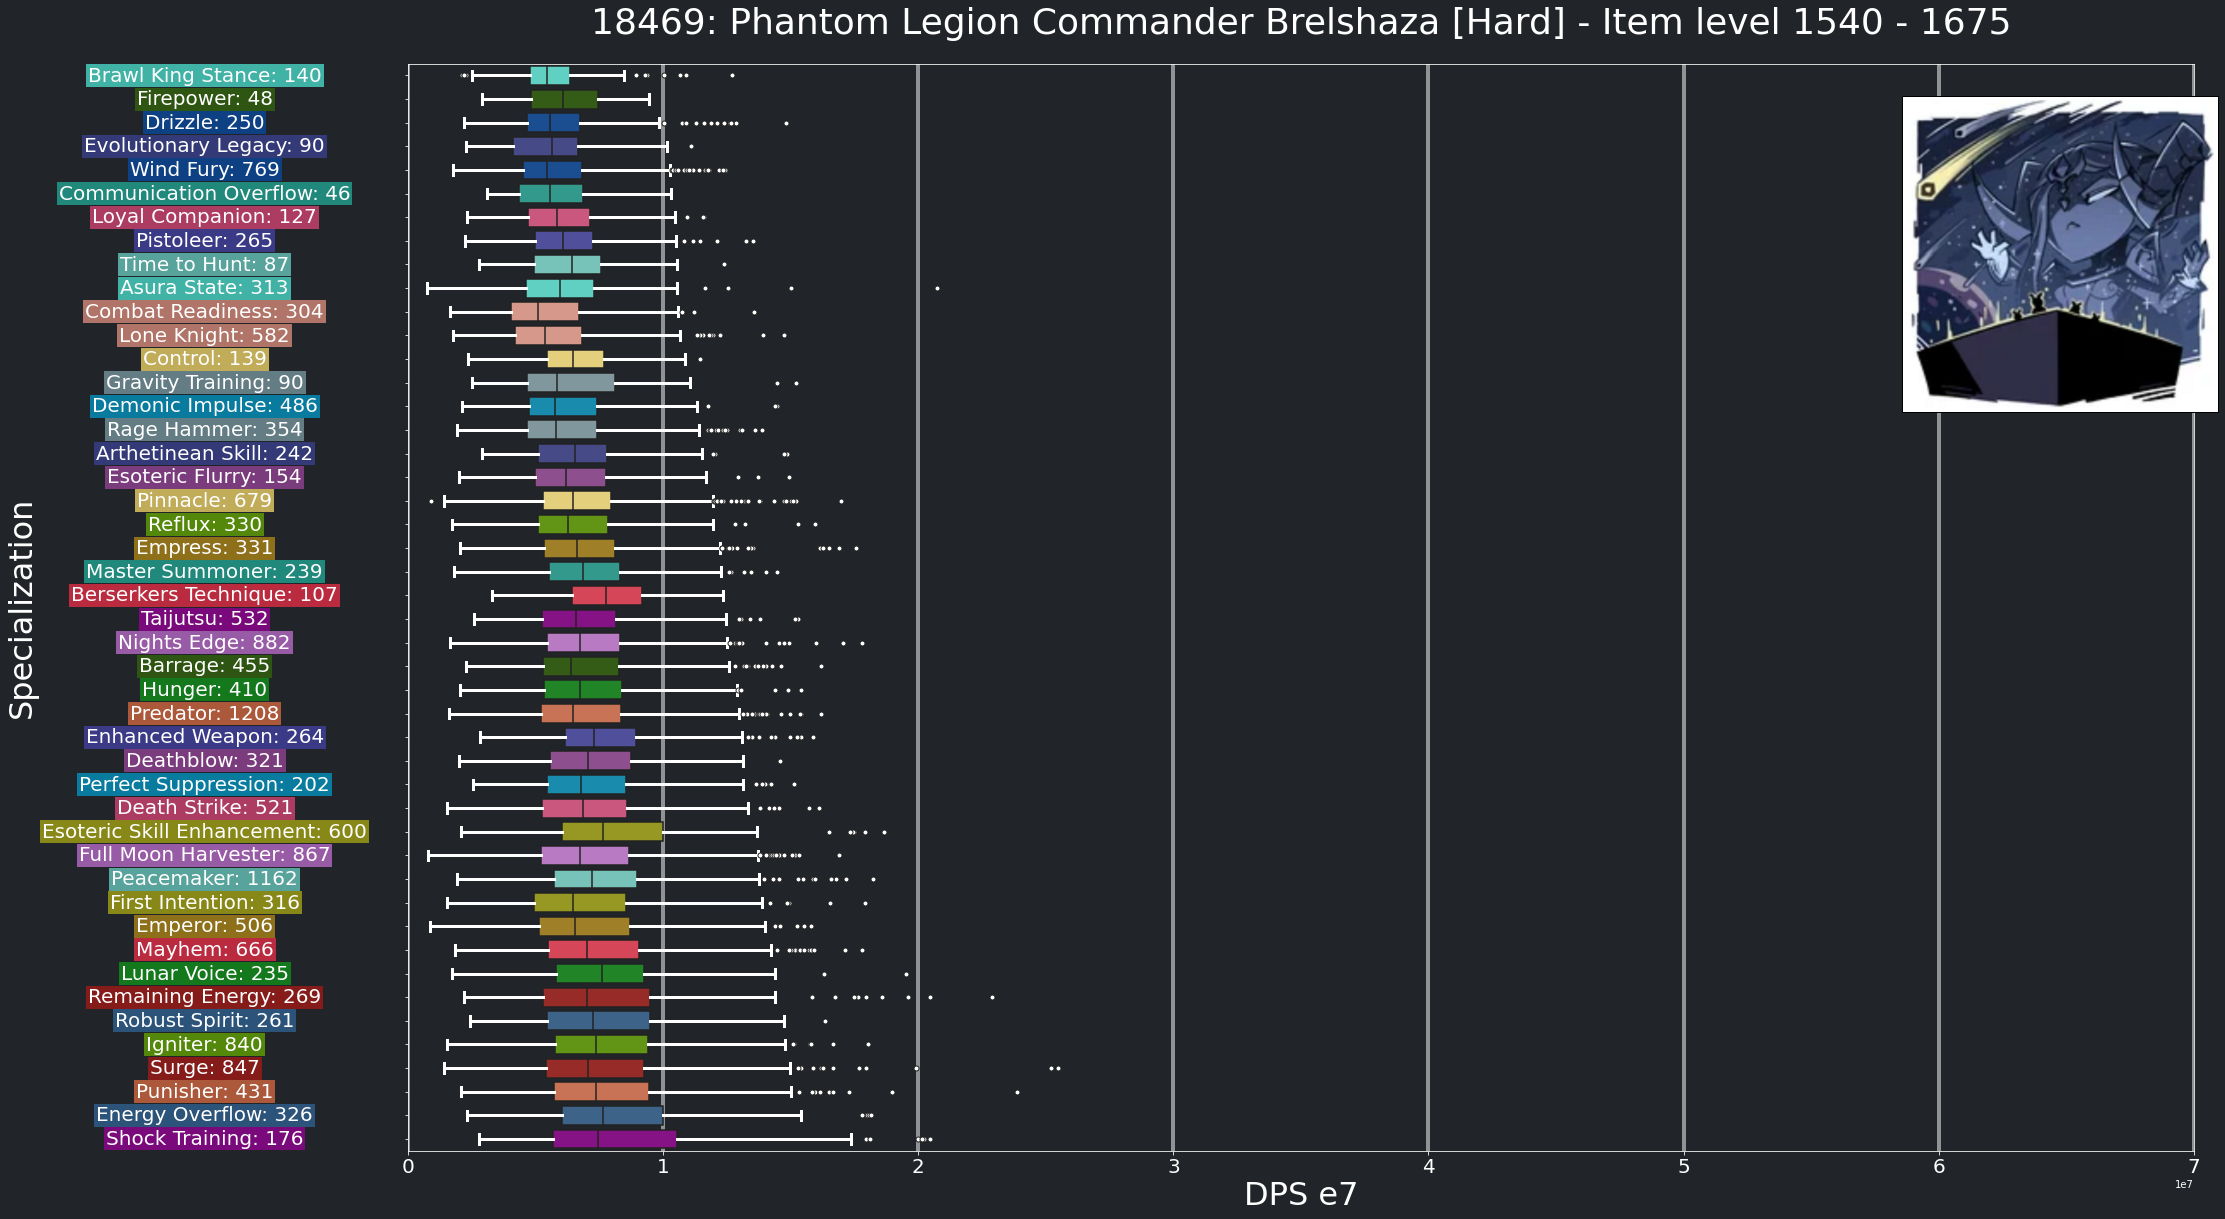 18469: Phantom Legion Commander Brelshaza [Hard] - Item level 1540 - 1675
Specialization
Brawl King Stance: 140
Firepower: 48
Drizzle: 250
Evolutionary Legacy: 90
Wind Fury: 769
Communication Overflow: 46
Loyal Companion: 127
Pistoleer: 265
Time to Hunt: 87
Asura State: 313
Combat Readiness: 304
Lone Knight: 582
Control: 139
Gravity Training: 90
Demonic Impulse: 486
Rage Hammer: 354
Arthetinean Skill: 242
Esoteric Flurry: 154
Pinnacle: 679
Reflux: 330
Empress: 331
Master Summoner: 239
Berserkers Technique: 107
Taijutsu: 532
Nights Edge: 882
Barrage: 455
Hunger: 410
Predator: 1208
Enhanced Weapon: 264
Deathblow: 321
Perfect Suppression: 202
Death Strike: 521
Esoteric Skill Enhancement: 600
Full Moon Harvester: 867
Peacemaker: 1162
First Intention: 316
Emperor: 506
Mayhem: 666
Lunar Voice: 235
Remaining Energy: 269
Robust Spirit: 261
Igniter: 840
Surge: 847
Punisher: 431
Energy Overflow: 326
Shock Training: 176
0 1 2 3 4 5 6 7
1e7
DPS e7